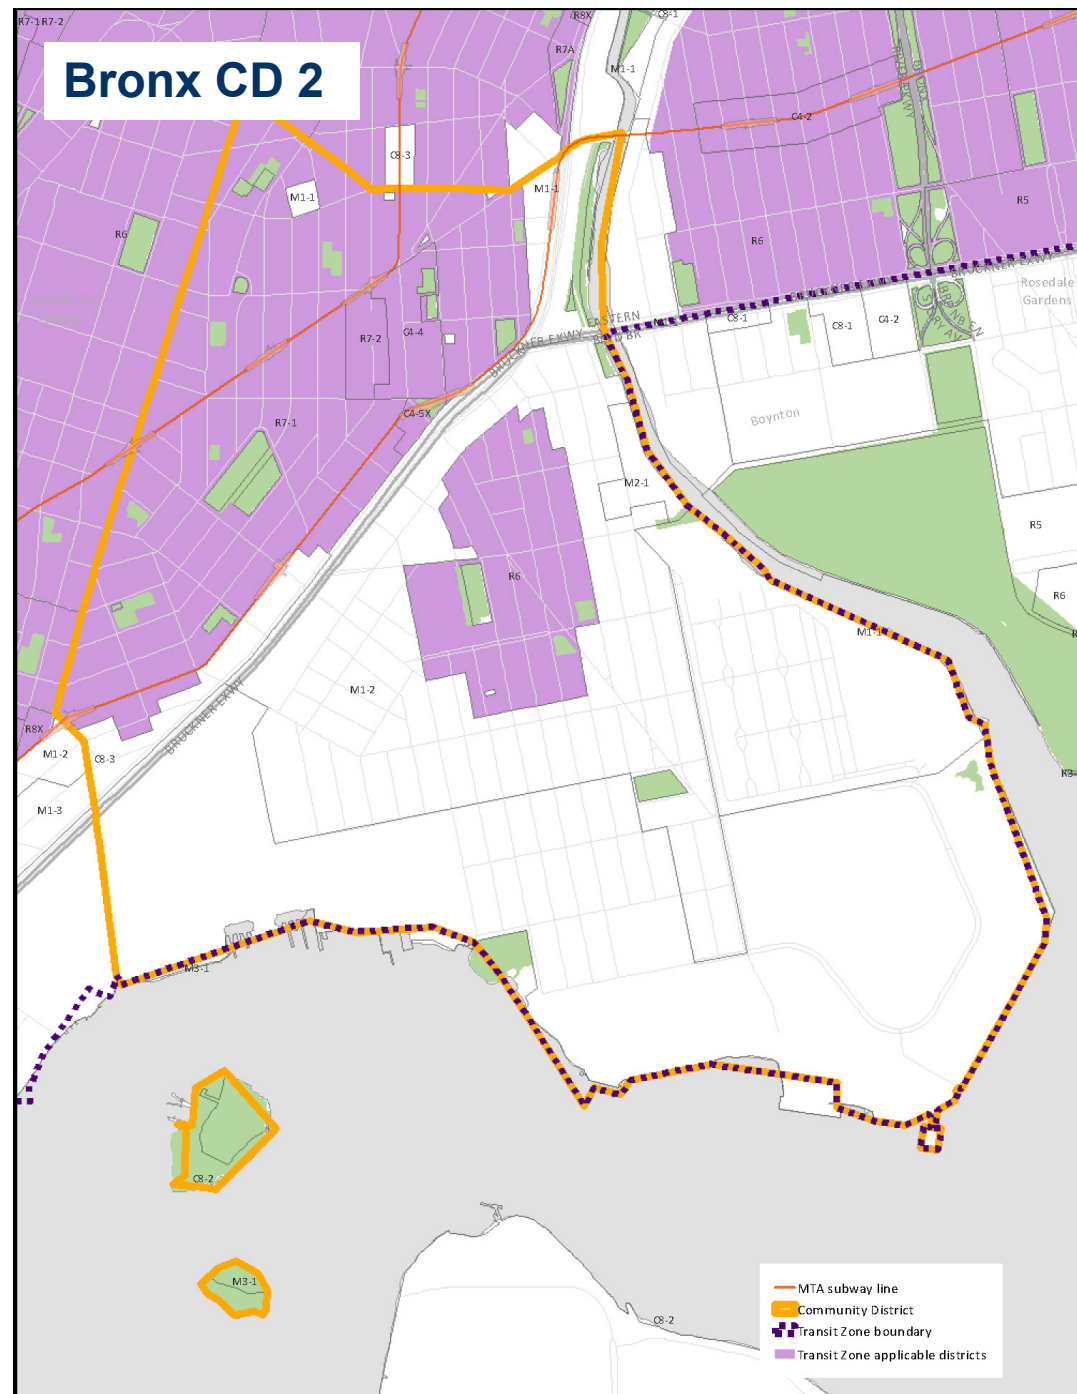 Bronx CD 2
R7-1
R7-2
R8X
C8-1
R7A
M1-1
C4-2
C8-3
M1-1
M1-1
R6
R6
R5
BRUCKNER EXWY
Rosedale
Gardens
EASTERN
C8-1
C8-1
C4-2
BRUCKNER EXWY
R7-2
C4-4
C4-5X
R7-1
Boynton
M2-1
R5
R6
R6
M1-1
M1-2
BRUCKNER EXWY
R8X
M1-2
C8-3
M1-3
R3-
M3-1
C8-2
M3-1
C8-2
MTA subway line
Community District
Transit Zone boundary
Transit Zone applicable districts